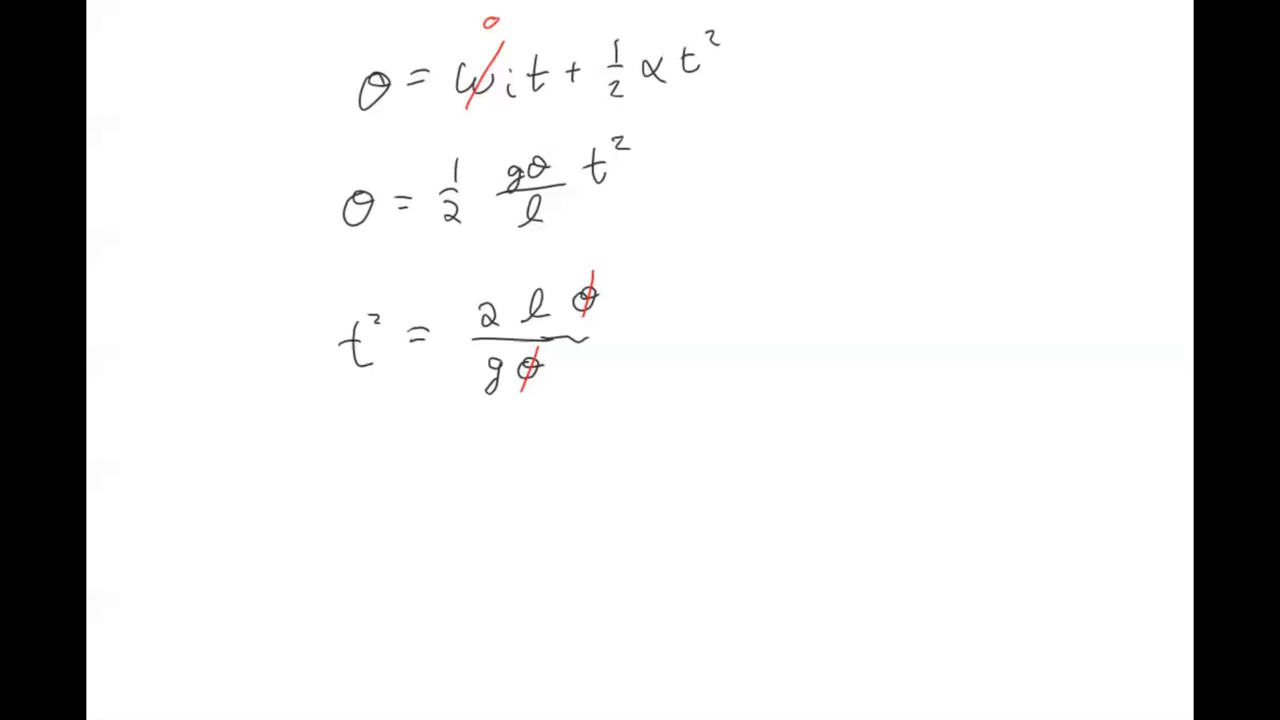 0
θ = ωit + 1/2 αt²
θ = 1/2 gθ/l t²
t² = 2lθ/gθ